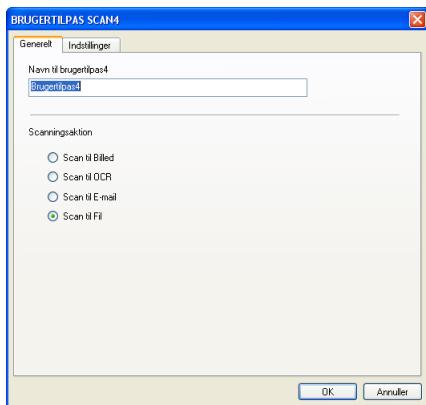 BRUGERTILPAS SCAN4
Generelt Indstillinger
Navn til brugertilpas4
Brugertilpas4
Scanningsaktion
Scan til Billed
Scan til OCR
Scan til E-mail
Scan til Fil
OK Annuller